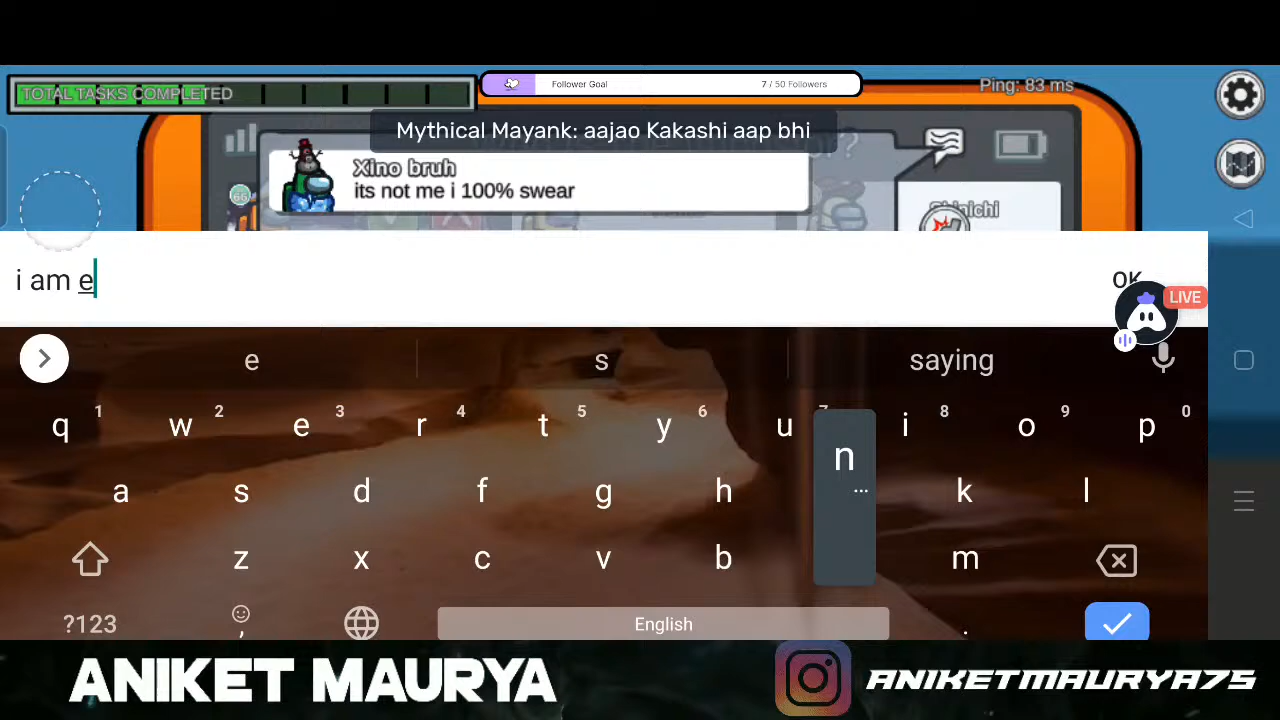 TOTAL TASKS COMPLETED
Follower Goal
7 / 50 Followers
Ping: 83 ms
Mythical Mayank: aajao Kakashi aap bhi
Xino bruh
its not me i 100% swear
Shinichi
i am e
OK
LIVE
e s saying
1 2 3 4 5 6 7 8 9 0
q w e r t y u i o p
n
...
a s d f g h k l
z x c v b m
?123 , English .
ANIKET MAURYA
ANIKETMAURYA75